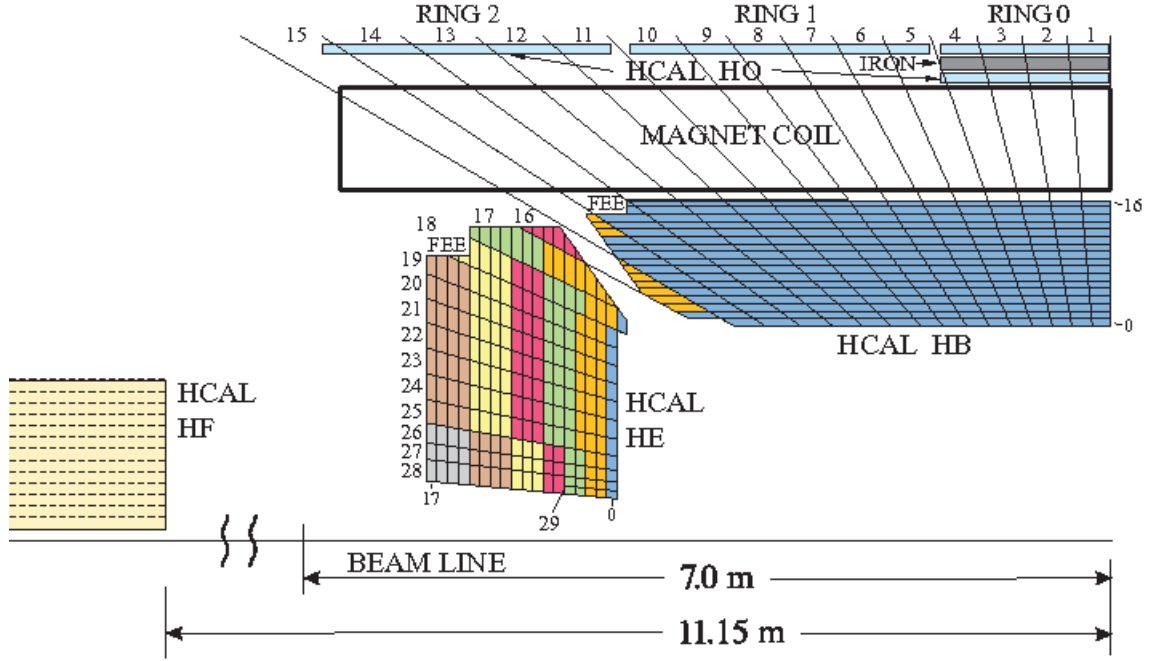 RING 2 RING 1 RING 0
15 14 13 12 11 10 9 8 7 6 5 4 3 2 1
HCAL HO IRON
MAGNET COIL
FEE
16
18 17 16
FEE
19
20
21
22
23
24
25
26
27
28
0
HCAL HB
HCAL
HE
HCAL
HF
17
29
0
BEAM LINE
7.0 m
11.15 m